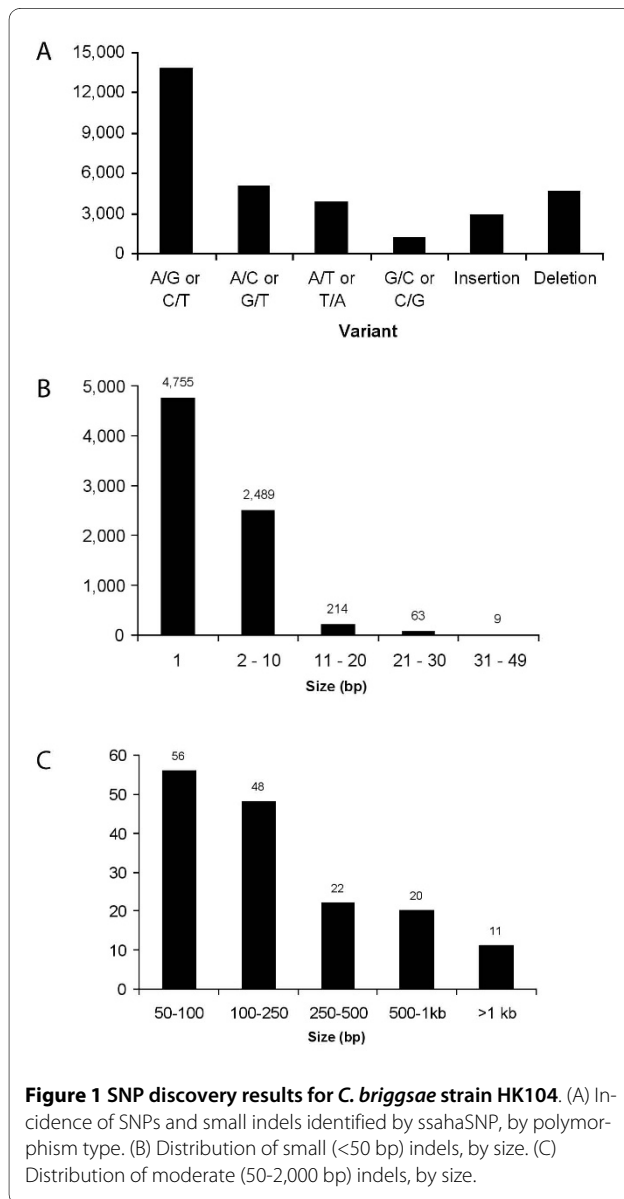 A
15,000
12,000
9,000
6,000
3,000
0
A/G or A/C or A/T or G/C or Insertion Deletion
C/T G/T T/A C/G
Variant
B
5,000
4,000
3,000
2,000
1,000
0
4,755
2,489
214
63
9
1 2 - 10 11 - 20 21 - 30 31 - 49
Size (bp)
C
60
50
40
30
20
10
0
56
48
22
20
11
50-100 100-250 250-500 500-1kb >1 kb
Size (bp)
Figure 1 SNP discovery results for C. briggsae strain HK104. (A) In-
cidence of SNPs and small indels identified by ssahaSNP, by polymor-
phism type. (B) Distribution of small (<50 bp) indels, by size. (C)
Distribution of moderate (50-2,000 bp) indels, by size.